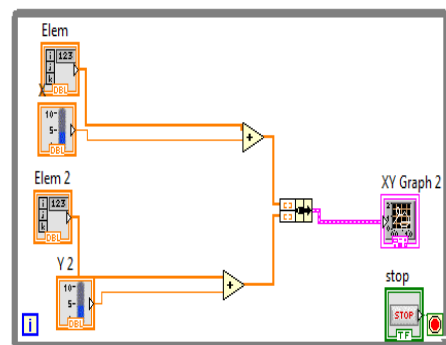 Elem
i 123
j
k
DBL
X
10-
5-
DBL
Elem 2
i 123
j
k
DBL
Y 2
10-
5-
DBL
+
+
XY Graph 2
stop
STOP
TF
i